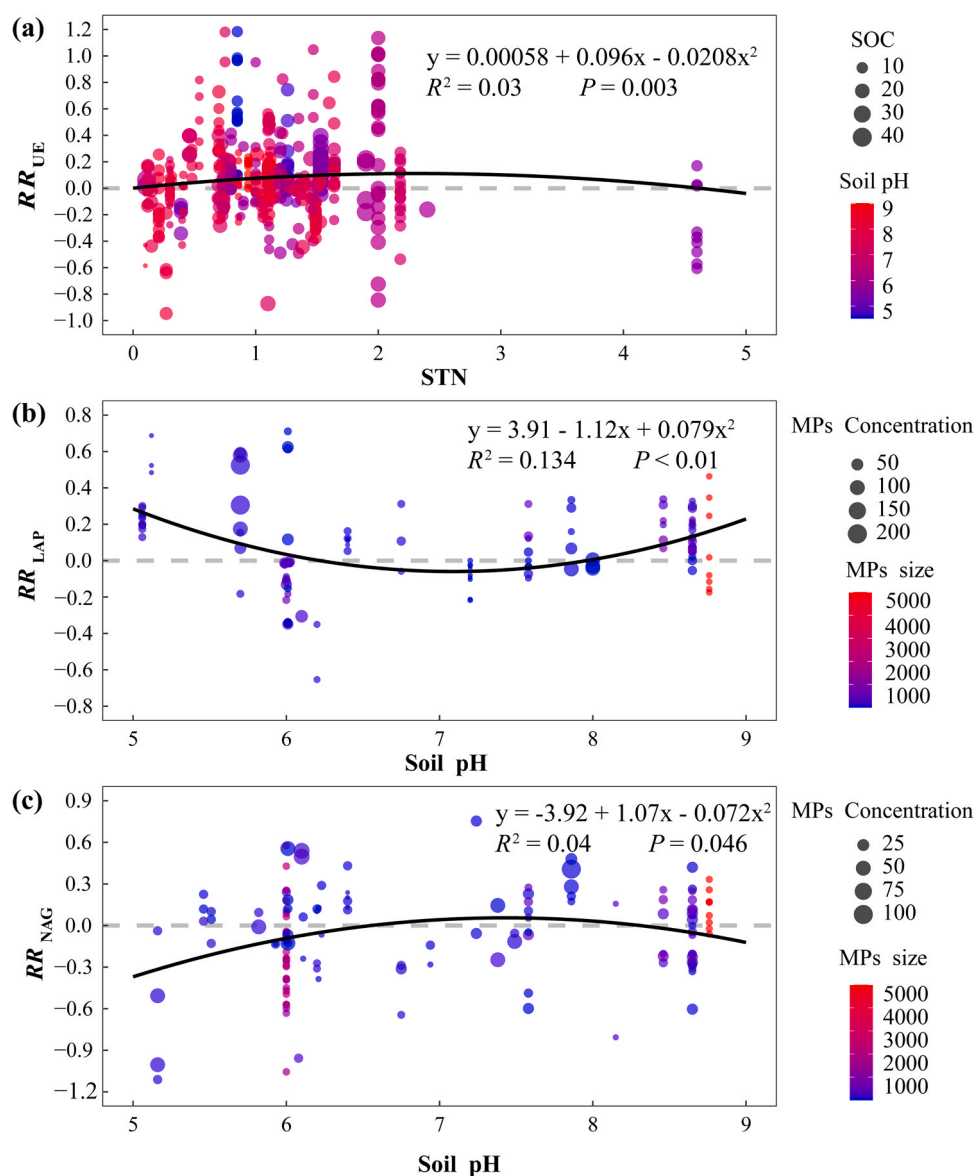 (a)
y = 0.00058 + 0.096x - 0.0208x²
R² = 0.03 P = 0.003
RR UE
1.2
1.0
0.8
0.6
0.4
0.2
0.0
−0.2
−0.4
−0.6
−0.8
−1.0
0 1 2 3 4 5
STN
SOC
10
20
30
40
Soil pH
9
8
7
6
5
(b)
y = 3.91 - 1.12x + 0.079x²
R² = 0.134 P < 0.01
RR LAP
0.8
0.6
0.4
0.2
0.0
−0.2
−0.4
−0.6
−0.8
5 6 7 8 9
Soil pH
MPs Concentration
50
100
150
200
MPs size
5000
4000
3000
2000
1000
(c)
y = -3.92 + 1.07x - 0.072x²
R² = 0.04 P = 0.046
RR NAG
0.9
0.6
0.3
0.0
−0.3
−0.6
−0.9
−1.2
5 6 7 8 9
Soil pH
MPs Concentration
25
50
75
100
MPs size
5000
4000
3000
2000
1000